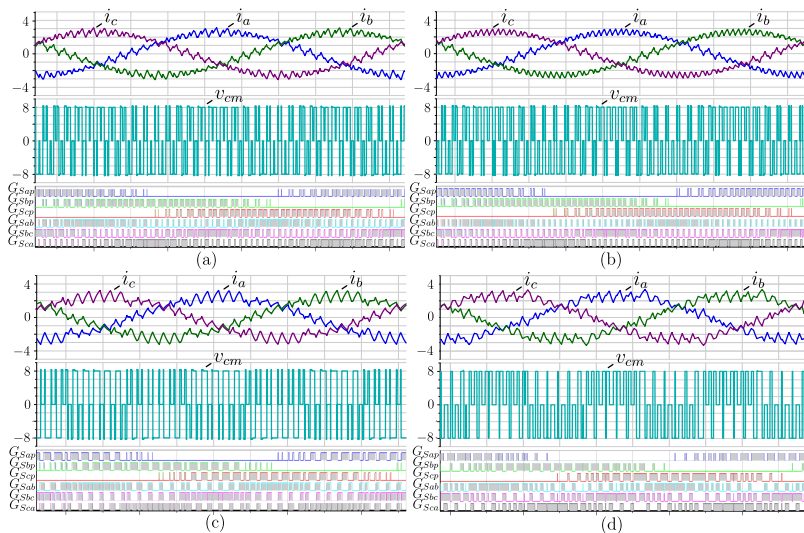 i_c i_a i_b
4
0
−4
v_cm
8
0
−8
G_Sap
G_Sbp
G_Scp
G_Sab
G_Sbc
G_Sca
(a)
i_c i_a i_b
4
0
−4
v_cm
8
0
−8
G_Sap
G_Sbp
G_Scp
G_Sab
G_Sbc
G_Sca
(b)
i_c i_a i_b
4
0
−4
v_cm
8
0
−8
G_Sap
G_Sbp
G_Scp
G_Sab
G_Sbc
G_Sca
(c)
i_c i_a i_b
4
0
−4
v_cm
8
0
−8
G_Sap
G_Sbp
G_Scp
G_Sab
G_Sbc
G_Sca
(d)